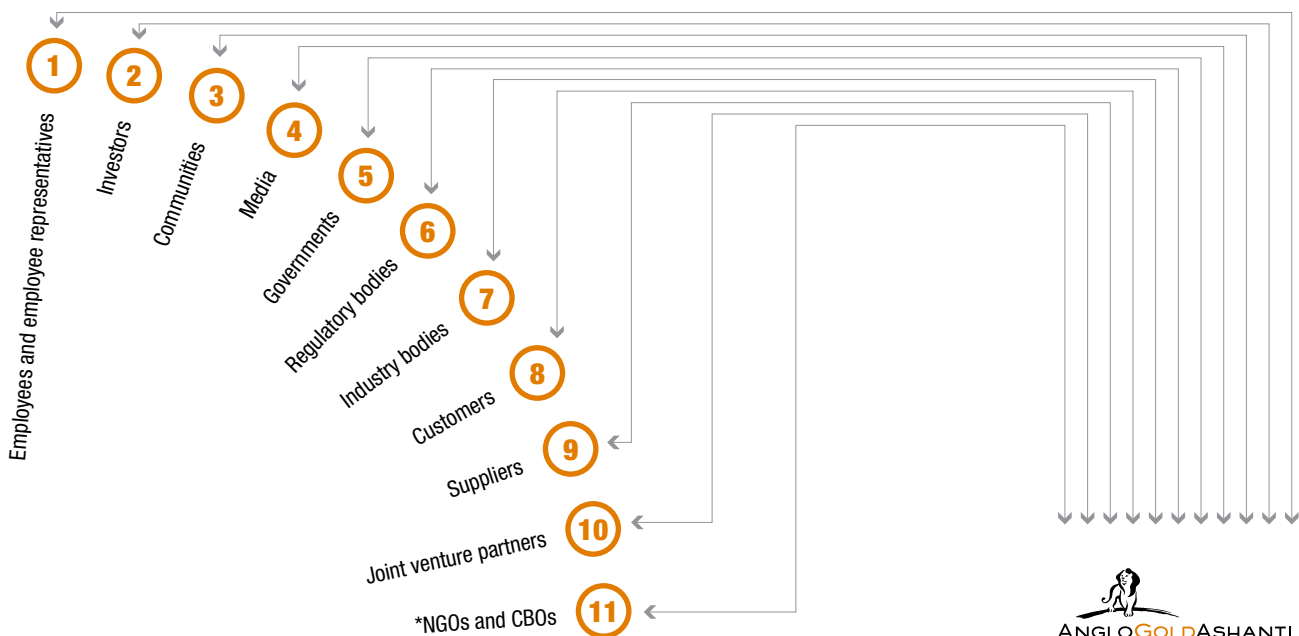 1
Employees and employee representatives
2
Investors
3
Communities
4
Media
5
Governments
6
Regulatory bodies
7
Industry bodies
8
Customers
9
Suppliers
10
Joint venture partners
11
*NGOs and CBOs
ANGLOGOLDASHANTI